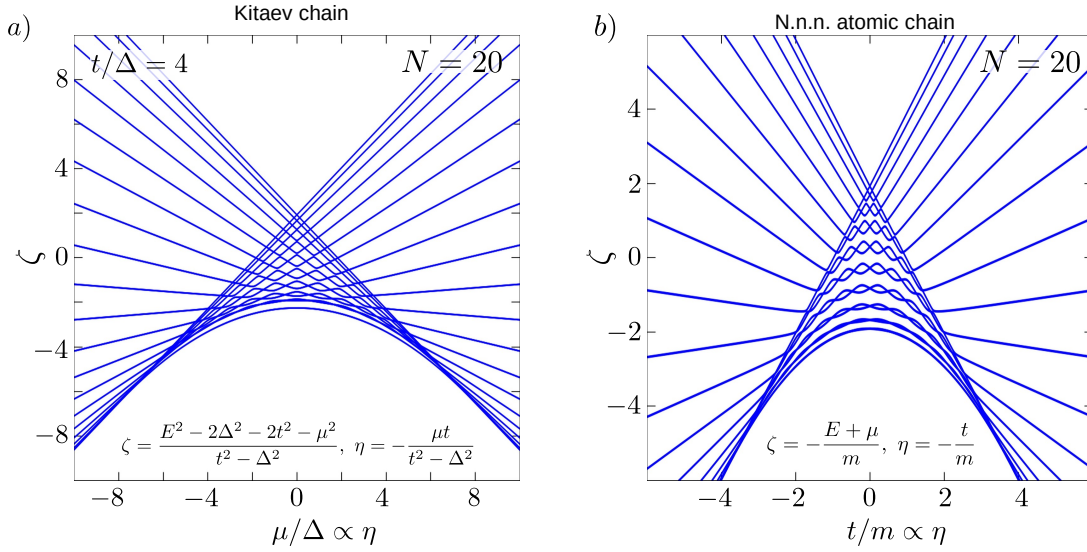 Kitaev chain
a)
t/Δ = 4
N = 20
ζ
8
4
0
−4
−8
ζ = (E² − 2Δ² − 2t² − μ²)/(t² − Δ²), η = −μt/(t² − Δ²)
−8 −4 0 4 8
μ/Δ ∝ η
N.n.n. atomic chain
b)
N = 20
ζ
4
2
0
−2
−4
ζ = −(E + μ)/m, η = −t/m
−4 −2 0 2 4
t/m ∝ η